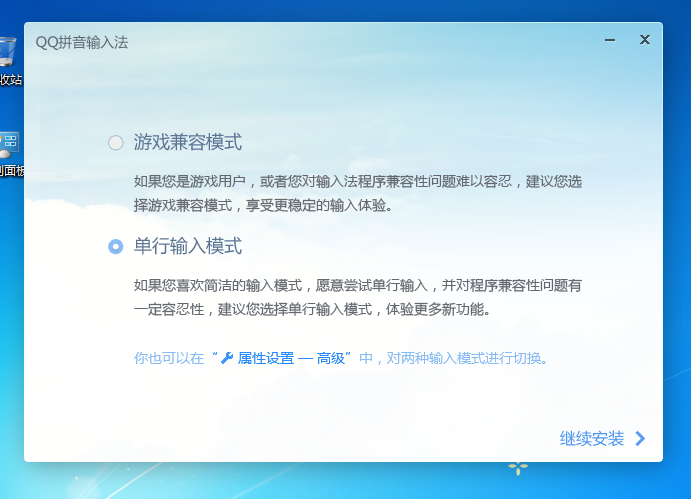 QQ拼音输入法
收站
游戏兼容模式
如果您是游戏用户，或者您对输入法程序兼容性问题难以容忍，建议您选
择游戏兼容模式，享受更稳定的输入体验。
制面板
单行输入模式
如果您喜欢简洁的输入模式，愿意尝试单行输入，并对程序兼容性问题有
一定容忍性，建议您选择单行输入模式，体验更多新功能。
你也可以在“属性设置 — 高级”中，对两种输入模式进行切换。
继续安装